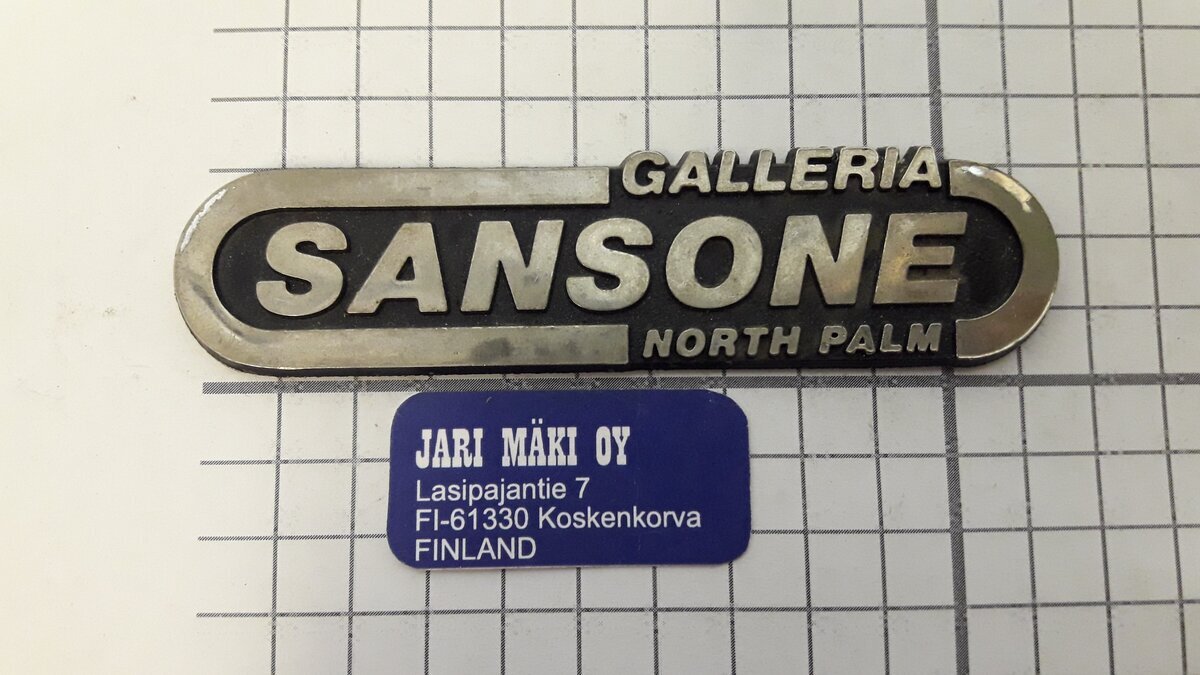 GALLERIA
SANSONE
NORTH PALM
JARI MÄKI OY
Lasipajantie 7
FI-61330 Koskenkorva
FINLAND